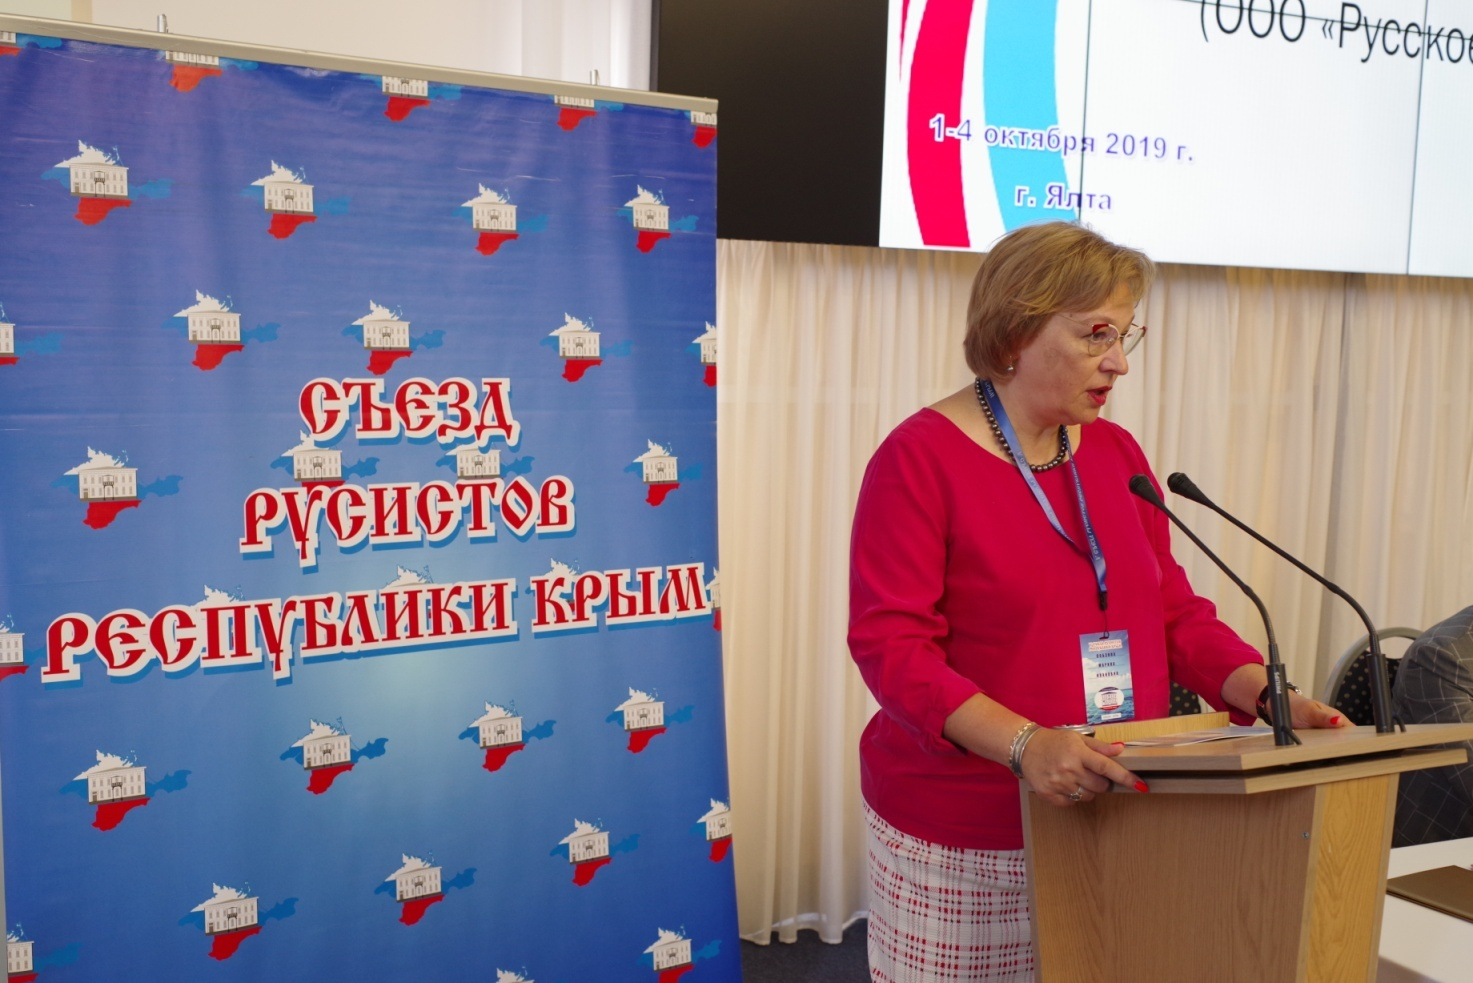 (ООО «Русское
1-4 октября 2019 г.
г. Ялта
СЪЕЗД
РУСИСТОВ
РЕСПУБЛИКИ КРЫМ